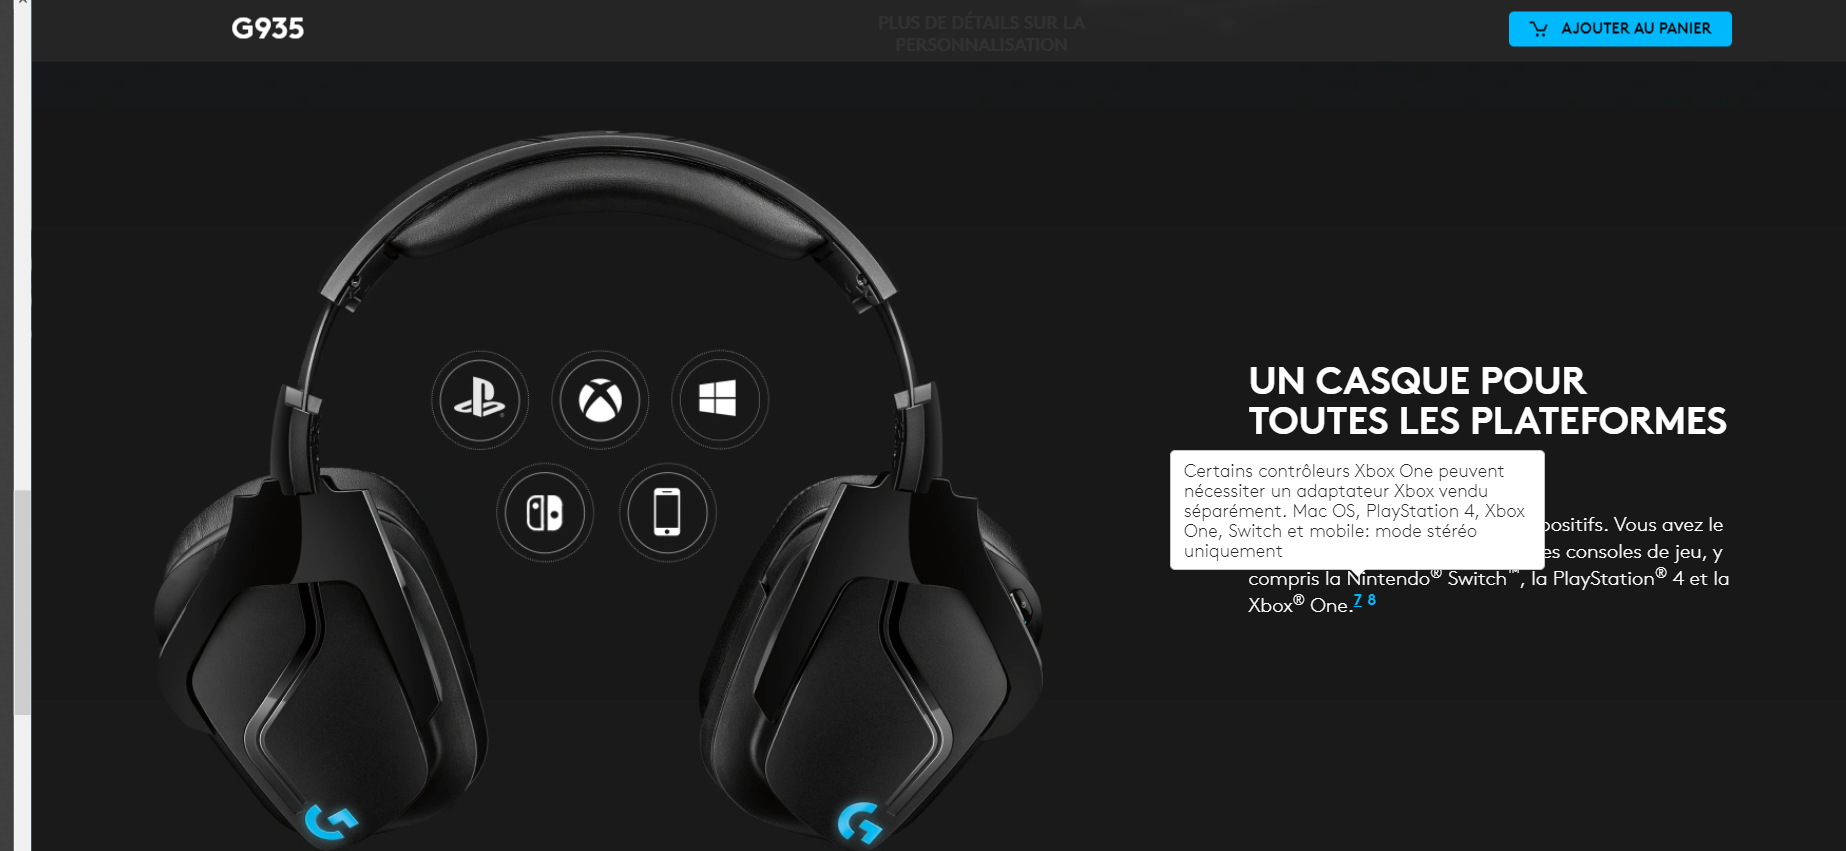 G935
PLUS DE DÉTAILS SUR LA
PERSONNALISATION
AJOUTER AU PANIER
UN CASQUE POUR
TOUTES LES PLATEFORMES
Certains contrôleurs Xbox One peuvent
nécessiter un adaptateur Xbox vendu
séparément. Mac OS, PlayStation 4, Xbox
One, Switch et mobile: mode stéréo
uniquement
positifs. Vous avez le
es consoles de jeu, y
compris la Nintendo® Switch™, la PlayStation® 4 et la
Xbox® One.7 8